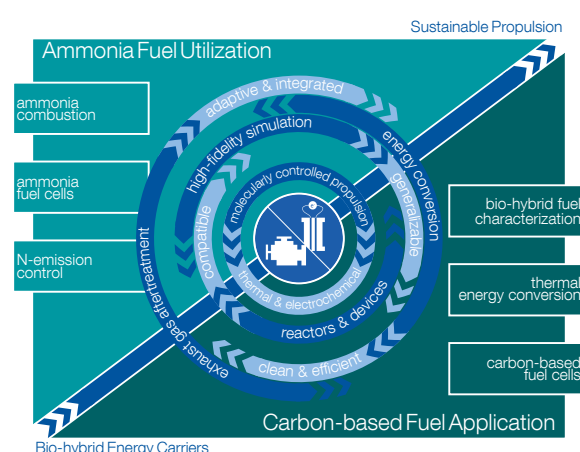 Sustainable Propulsion
Ammonia Fuel Utilization
ammonia
combustion
ammonia
fuel cells
N-emission
control
adaptive & integrated
energy conversion
high-fidelity simulation
generalizable
molecularly controlled propulsion
compatible
thermal & electrochemical
reactors & devices
exhaust gas aftertreatment
clean & efficient
bio-hybrid fuel
characterization
thermal
energy conversion
carbon-based
fuel cells
Carbon-based Fuel Application
Bio-hybrid Energy Carriers